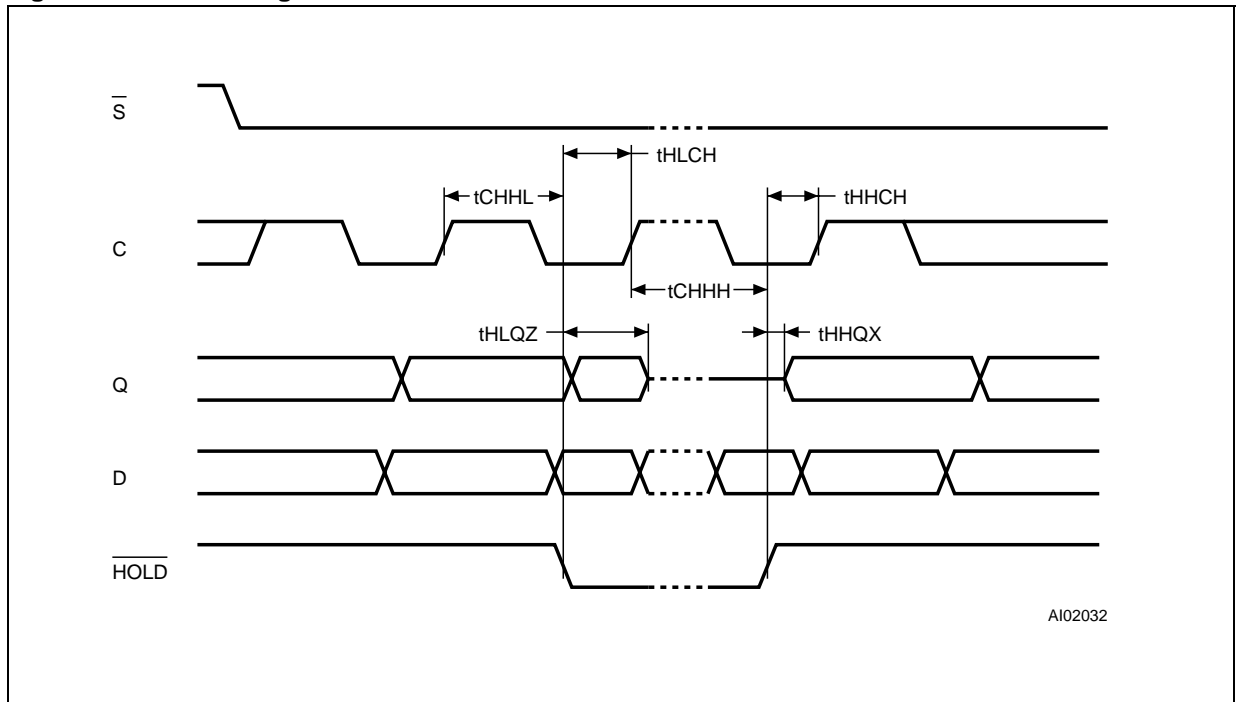 S
tHLCH
tCHHL
tHHCH
C
tCHHH
tHLQZ
tHHQX
Q
D
HOLD
AI02032